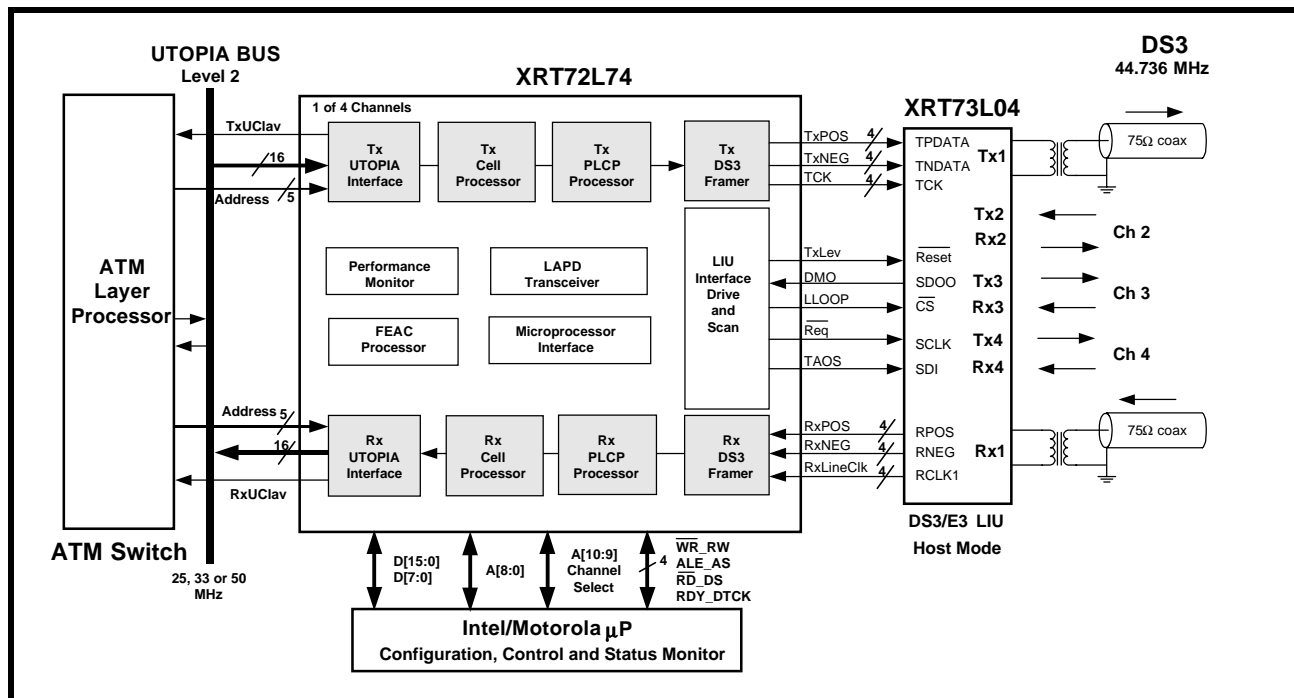 UTOPIA BUS
Level 2
XRT72L74
DS3
44.736 MHz
XRT73L04
1 of 4 Channels
TxUClav
16
Address
5
Tx
UTOPIA
Interface
Tx
Cell
Processor
Tx
PLCP
Processor
Tx
DS3
Framer
TxPOS
4
TxNEG
4
TCK
4
TPDATA
TNDATA
TCK
Tx1
75Ω coax
ATM
Layer
Processor
Performance
Monitor
LAPD
Transceiver
FEAC
Processor
Microprocessor
Interface
LIU
Interface
Drive
and
Scan
TxLev
DMO
LLOOP
Req
TAOS
Reset
SDOO
CS
SCLK
SDI
Tx2
Rx2
Tx3
Rx3
Tx4
Rx4
Ch 2
Ch 3
Ch 4
Address
5
16
RxUClav
Rx
UTOPIA
Interface
Rx
Cell
Processor
Rx
PLCP
Processor
Rx
DS3
Framer
RxPOS
4
RxNEG
4
RxLineClk
4
RPOS
RNEG
RCLK1
Rx1
75Ω coax
ATM Switch
25, 33 or 50
MHz
DS3/E3 LIU
Host Mode
D[15:0]
D[7:0]
A[8:0]
A[10:9]
Channel
Select
4
WR_RW
ALE_AS
RD_DS
RDY_DTCK
Intel/Motorola µP
Configuration, Control and Status Monitor